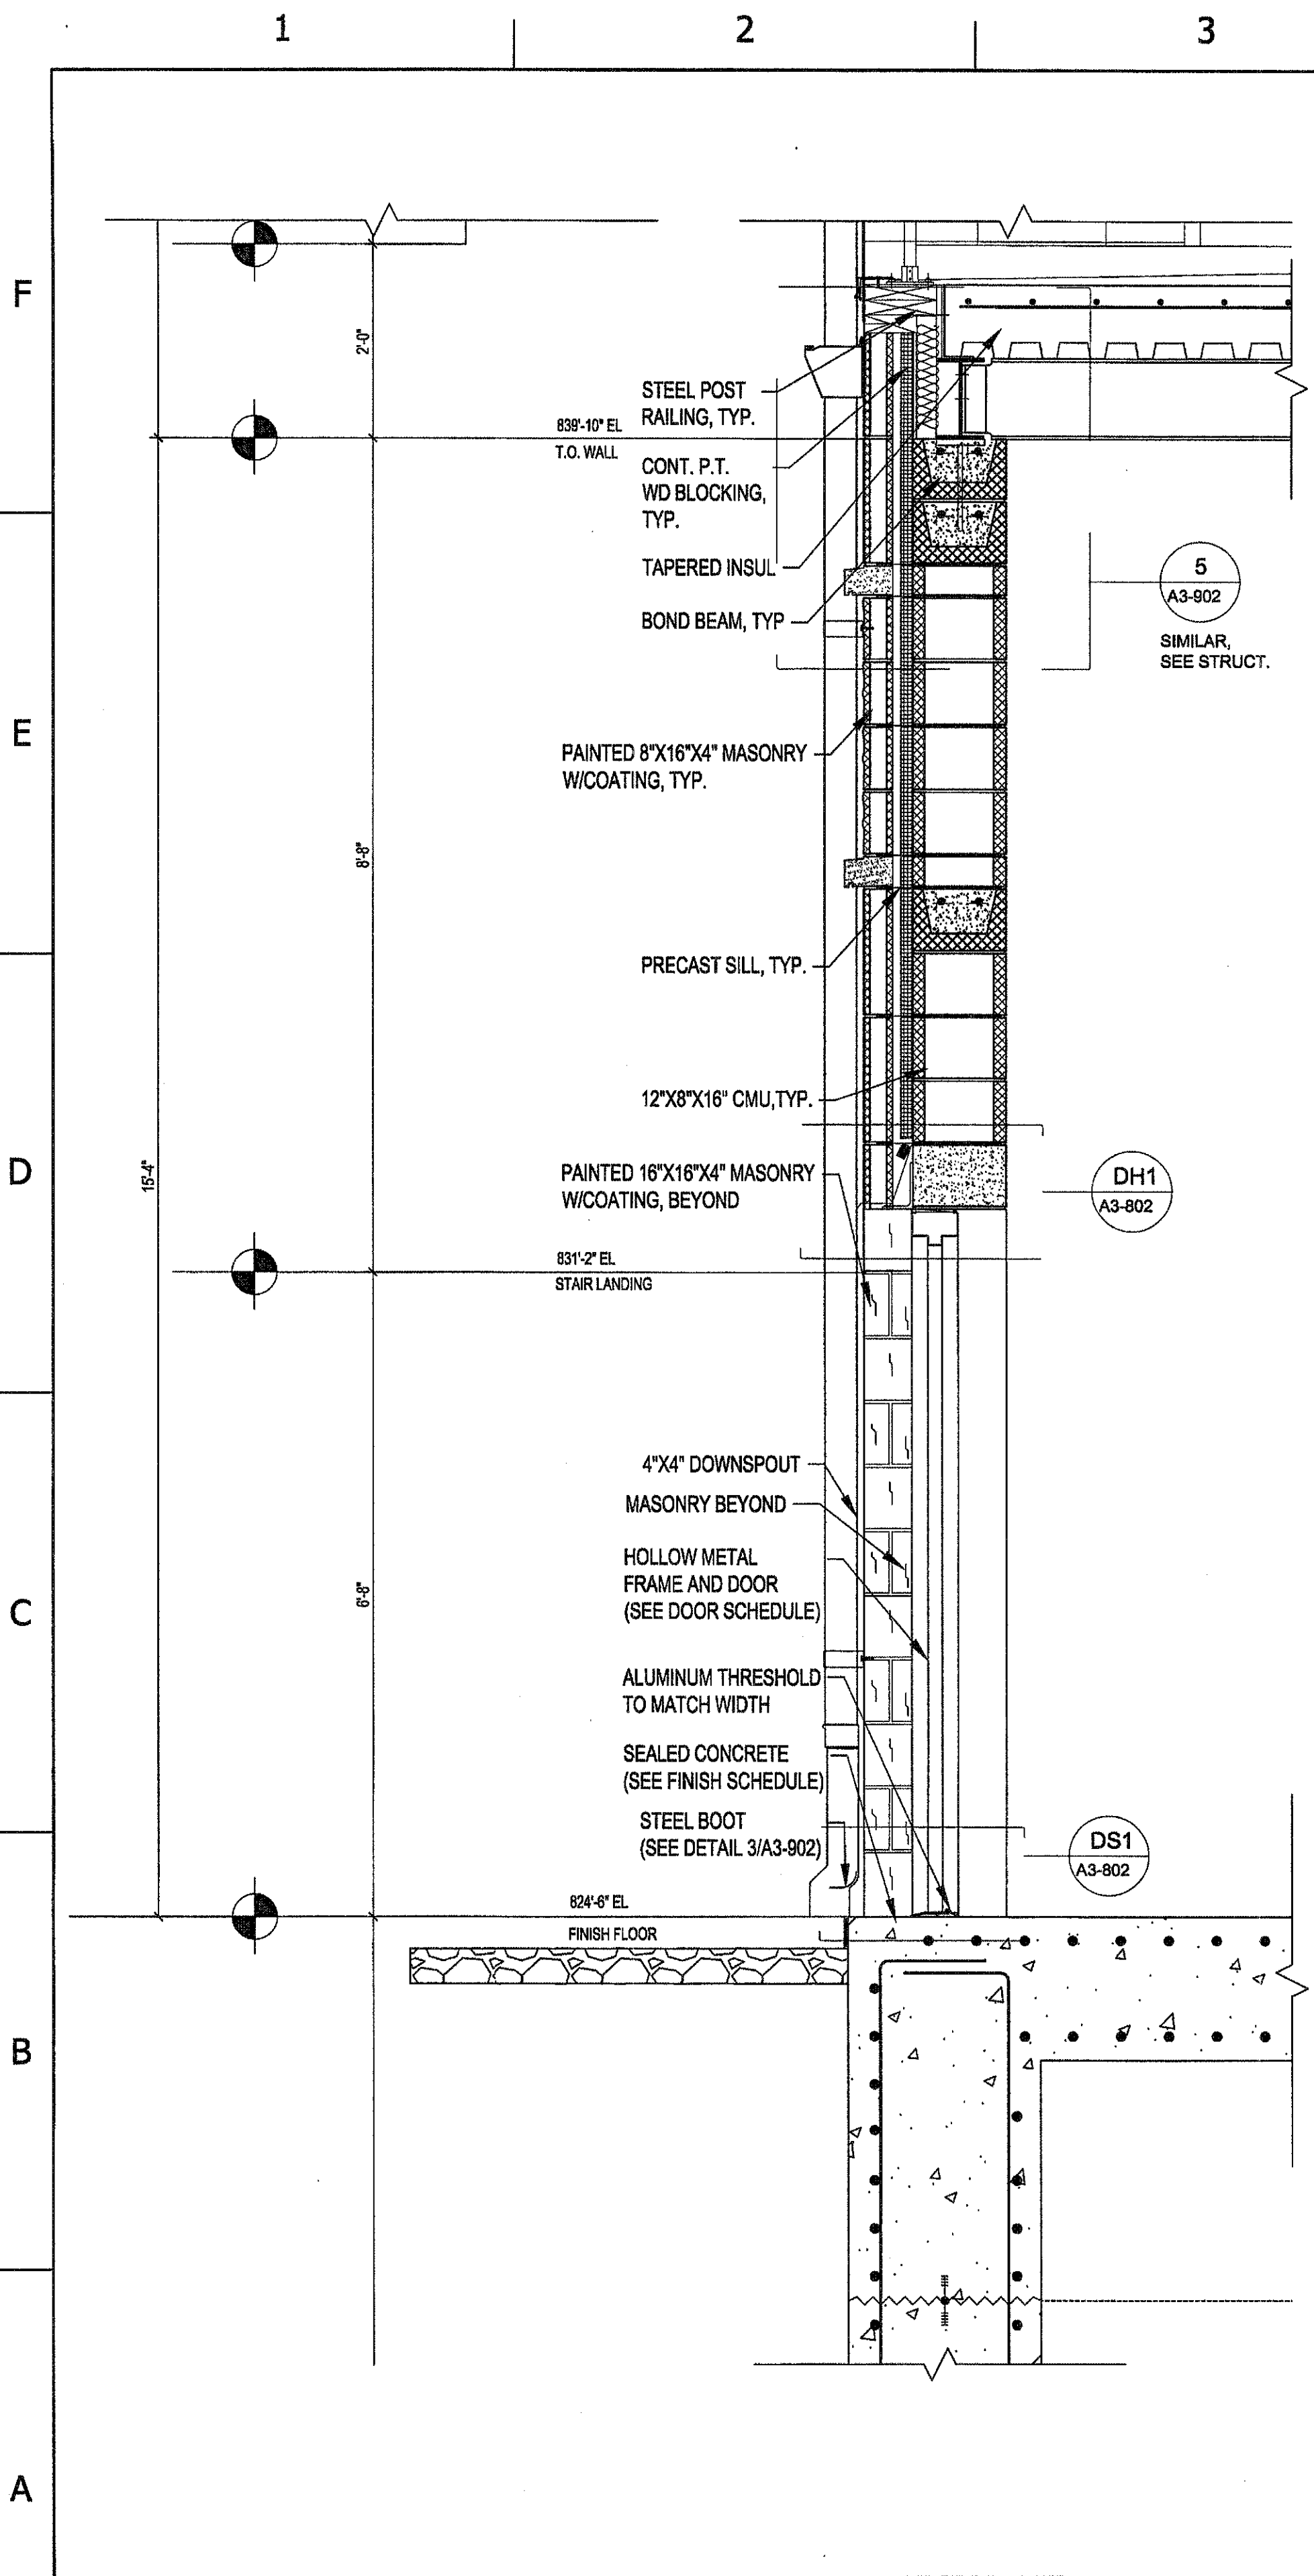 1
2
3
F
E
D
C
B
A
2'-0"
8'-8"
15'-4"
6'-8"
839'-10" EL
T.O. WALL
831'-2" EL
STAIR LANDING
824'-6" EL
FINISH FLOOR
STEEL POST
RAILING, TYP.
CONT. P.T.
WD BLOCKING,
TYP.
TAPERED INSUL
BOND BEAM, TYP
PAINTED 8"X16"X4" MASONRY
W/COATING, TYP.
PRECAST SILL, TYP.
12"X8"X16" CMU,TYP.
PAINTED 16"X16"X4" MASONRY
W/COATING, BEYOND
4"X4" DOWNSPOUT
MASONRY BEYOND
HOLLOW METAL
FRAME AND DOOR
(SEE DOOR SCHEDULE)
ALUMINUM THRESHOLD
TO MATCH WIDTH
SEALED CONCRETE
(SEE FINISH SCHEDULE)
STEEL BOOT
(SEE DETAIL 3/A3-902)
5
A3-902
SIMILAR,
SEE STRUCT.
DH1
A3-802
DS1
A3-802